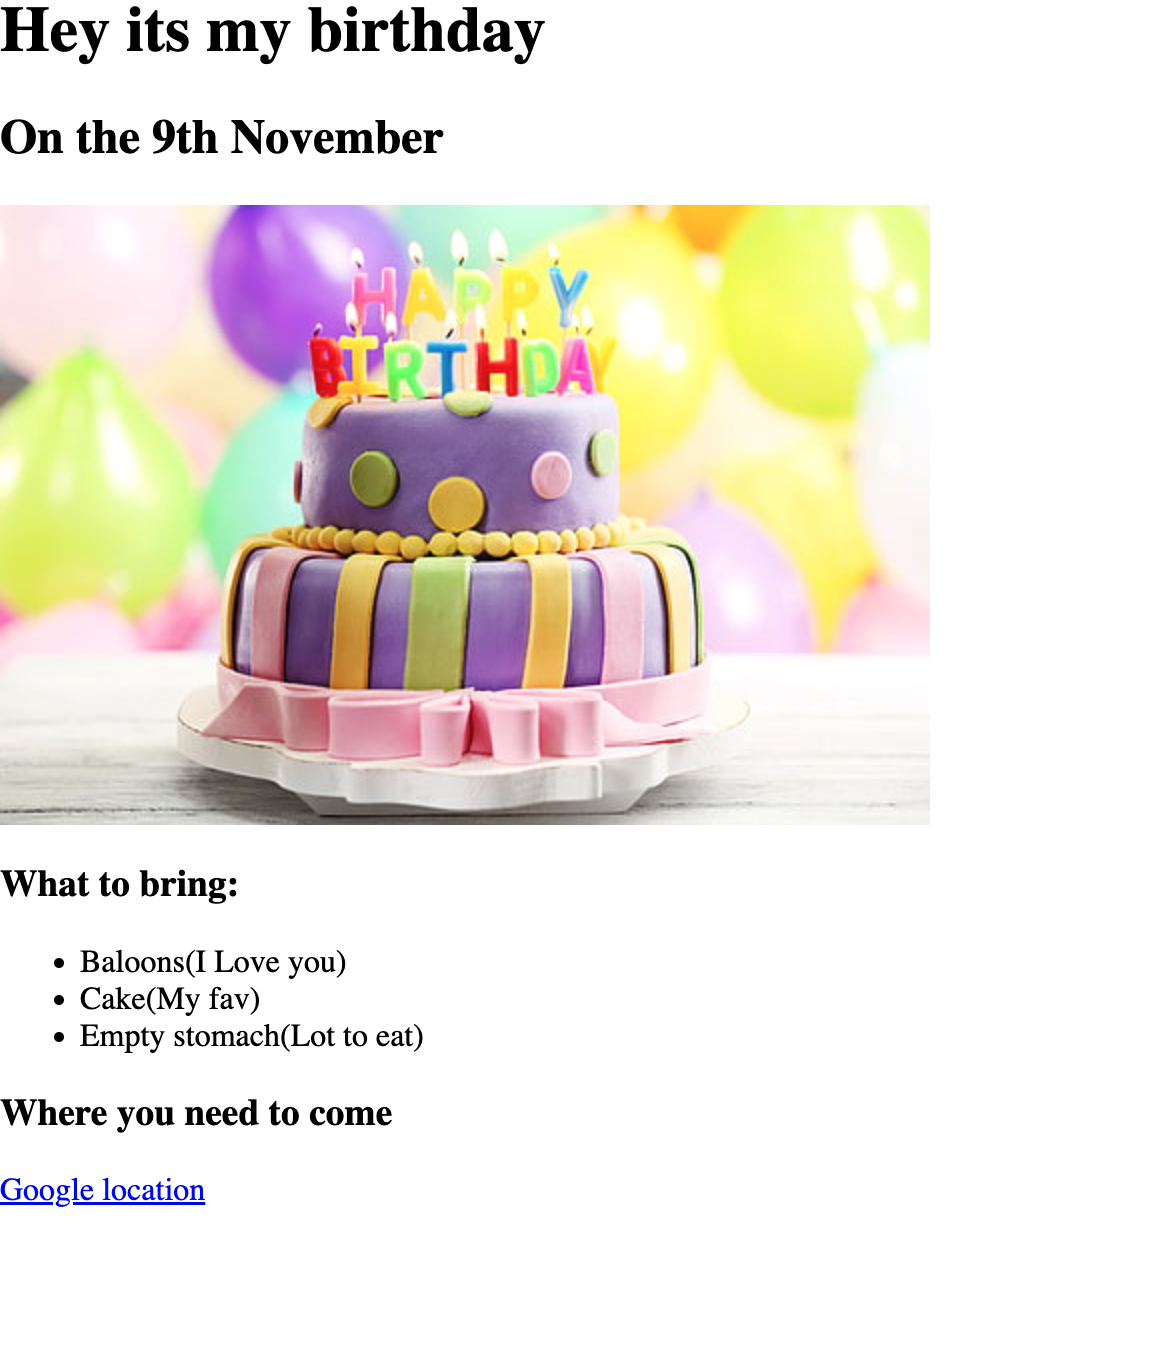 Hey its my birthday
On the 9th November
HAPPY
BIRTHDAY
What to bring:
Baloons(I Love you)
Cake(My fav)
Empty stomach(Lot to eat)
Where you need to come
Google location